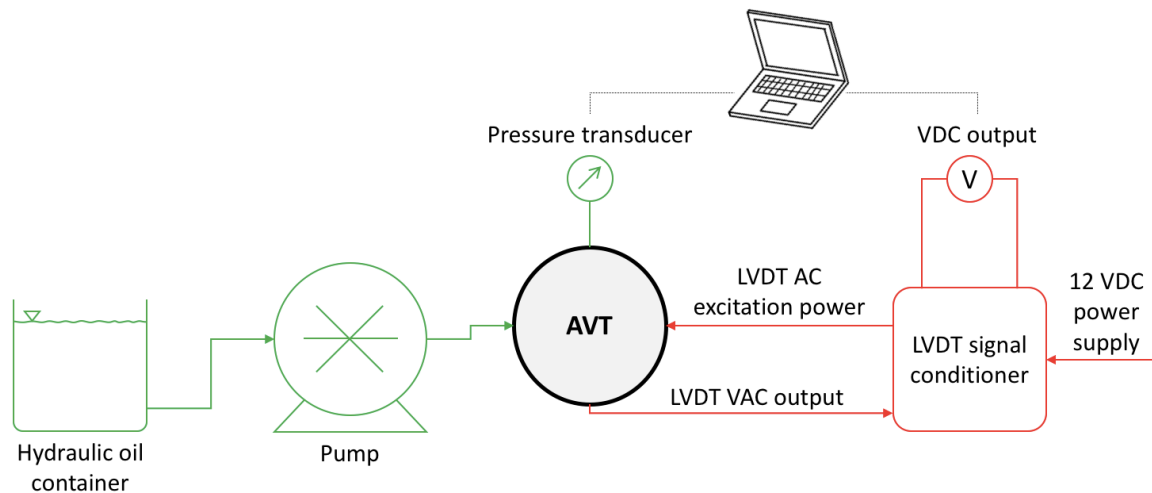 Pressure transducer
VDC output
V
LVDT AC
excitation power
12 VDC
power
supply
AVT
LVDT signal
conditioner
LVDT VAC output
Hydraulic oil
container
Pump